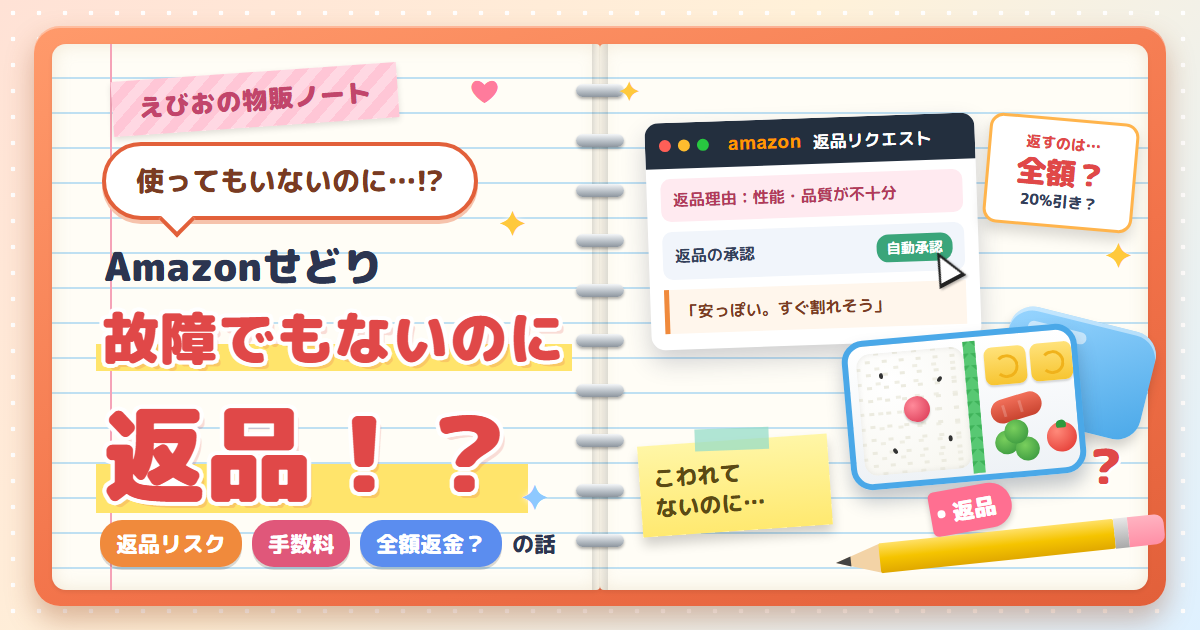 えびおの物販ノート
使ってもいないのに…!?
Amazonせどり
故障でもないのに
返品！？
返品リスク 手数料 全額返金？ の話
amazon 返品リクエスト
返品理由：性能・品質が不十分
返品の承認 自動承認
「安っぽい。すぐ割れそう」
返すのは…
全額？
20%引き？
こわれて
ないのに…
?
返品